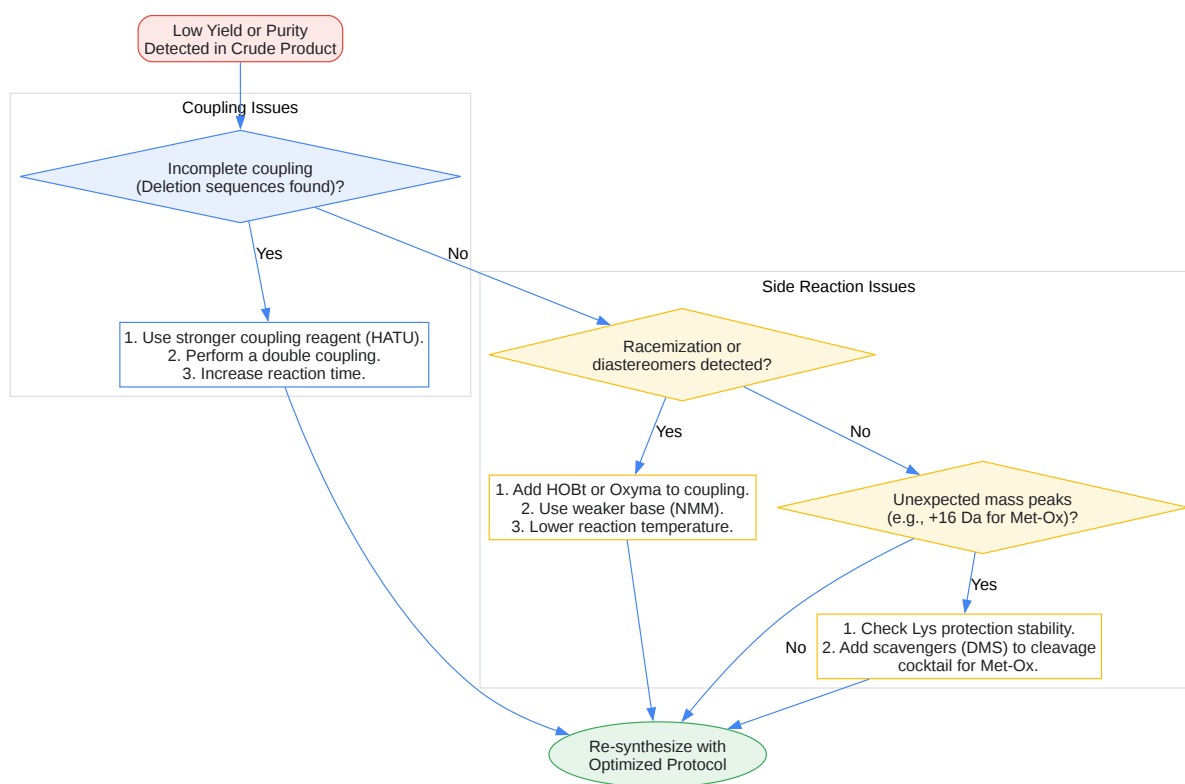 Low Yield or Purity
Detected in Crude Product
Coupling Issues
Incomplete coupling
(Deletion sequences found)?
Yes
No
1. Use stronger coupling reagent (HATU).
2. Perform a double coupling.
3. Increase reaction time.
Side Reaction Issues
Racemization or
diastereomers detected?
Yes
No
1. Add HOBt or Oxyma to coupling.
2. Use weaker base (NMM).
3. Lower reaction temperature.
Unexpected mass peaks
(e.g., +16 Da for Met-Ox)?
Yes
No
1. Check Lys protection stability.
2. Add scavengers (DMS) to cleavage
cocktail for Met-Ox.
Re-synthesize with
Optimized Protocol